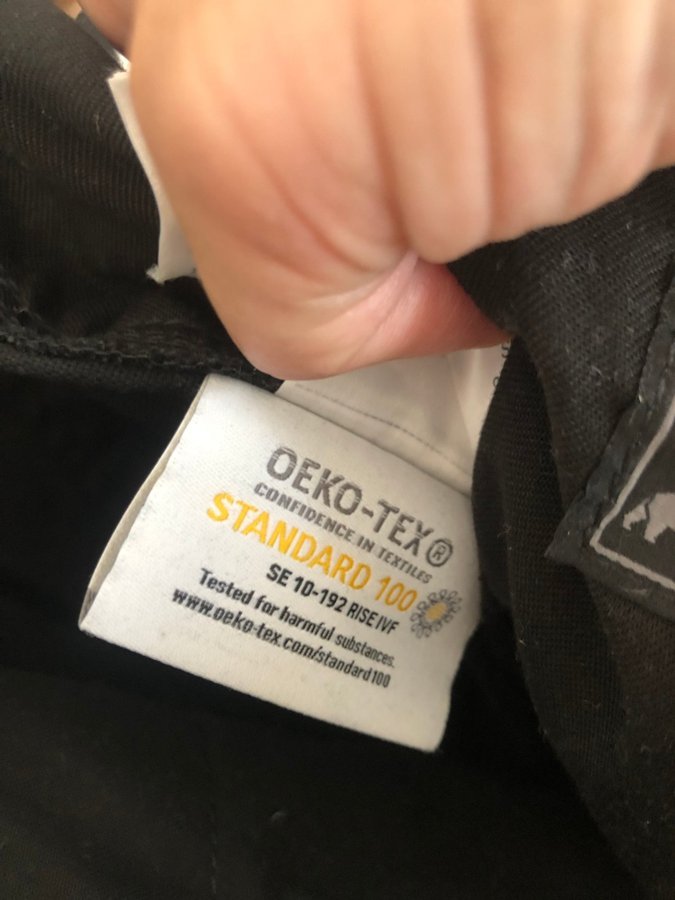 OEKO-TEX®
CONFIDENCE IN TEXTILES
STANDARD 100
SE 10-192 RISE IVF
Tested for harmful substances.
www.oeko-tex.com/standard100